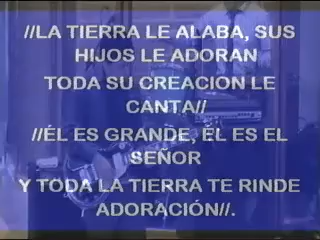 //LA TIERRA LE ALABA, SUS
HIJOS LE ADORAN
TODA SU CREACION LE
CANTA//
//ÉL ES GRANDE, ÉL ES EL
SEÑOR
Y TODA LA TIERRA TE RINDE
ADORACIÓN//.